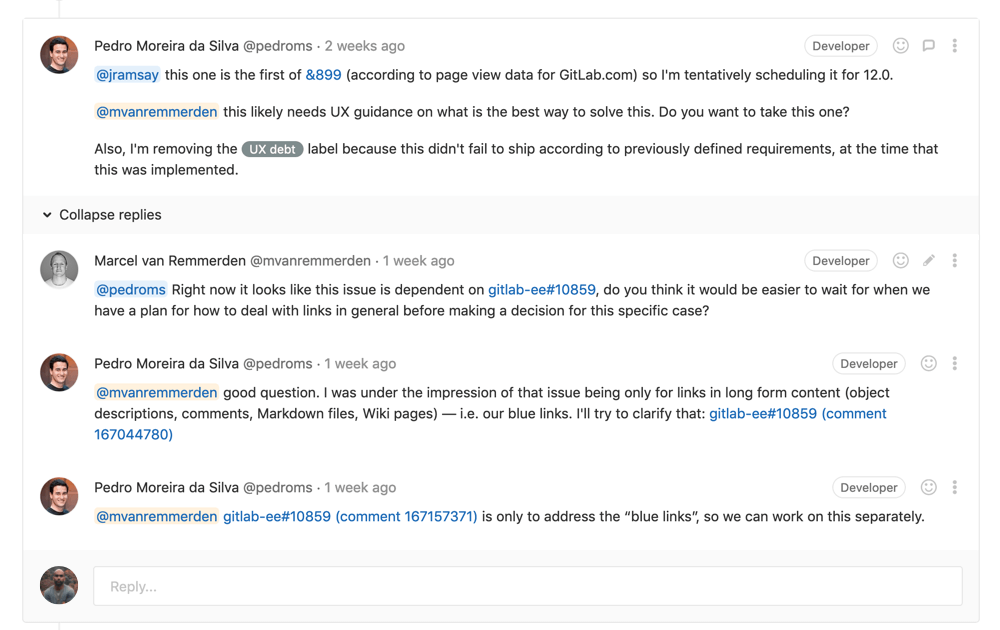 Pedro Moreira da Silva @pedroms · 2 weeks ago Developer
@jramsay this one is the first of &899 (according to page view data for GitLab.com) so I'm tentatively scheduling it for 12.0.
@mvanremmerden this likely needs UX guidance on what is the best way to solve this. Do you want to take this one?
Also, I'm removing the UX debt label because this didn't fail to ship according to previously defined requirements, at the time that
this was implemented.
Collapse replies
Marcel van Remmerden @mvanremmerden · 1 week ago Developer
@pedroms Right now it looks like this issue is dependent on gitlab-ee#10859, do you think it would be easier to wait for when we
have a plan for how to deal with links in general before making a decision for this specific case?
Pedro Moreira da Silva @pedroms · 1 week ago Developer
@mvanremmerden good question. I was under the impression of that issue being only for links in long form content (object
descriptions, comments, Markdown files, Wiki pages) — i.e. our blue links. I'll try to clarify that: gitlab-ee#10859 (comment
167044780)
Pedro Moreira da Silva @pedroms · 1 week ago Developer
@mvanremmerden gitlab-ee#10859 (comment 167157371) is only to address the “blue links”, so we can work on this separately.
Reply...